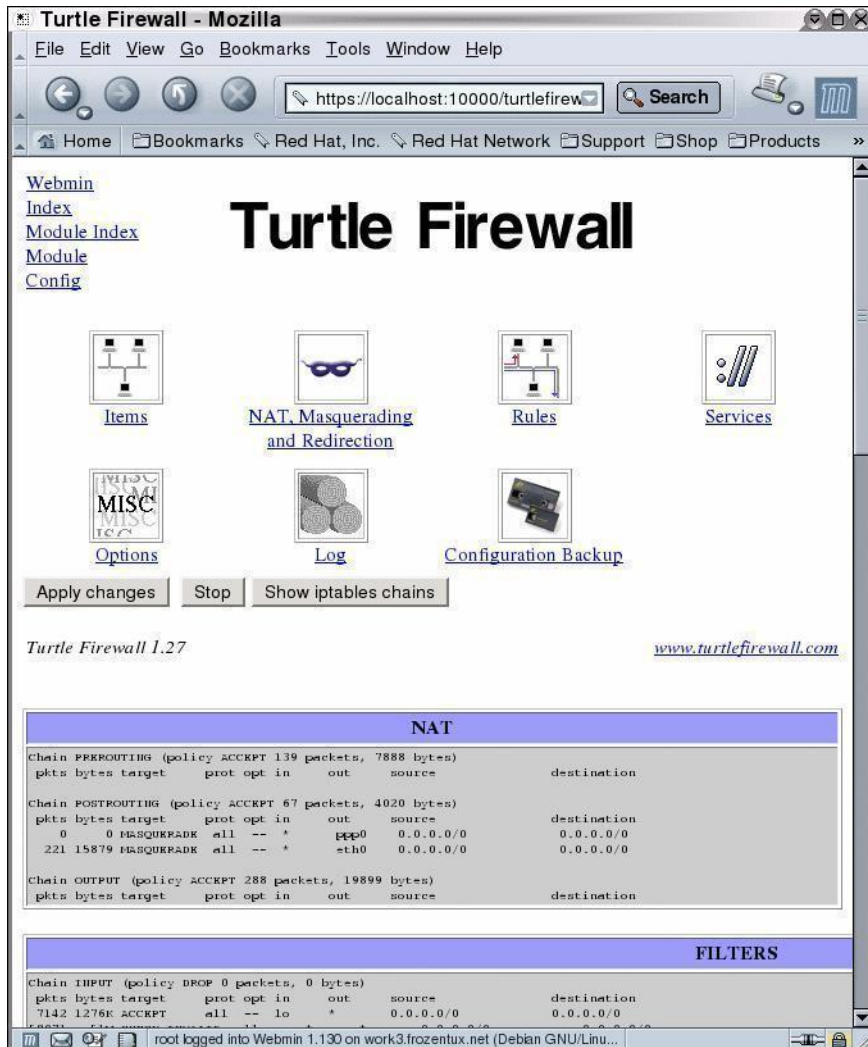 Turtle Firewall - Mozilla
File Edit View Go Bookmarks Tools Window Help
https://localhost:10000/turtlefirew
Search
Home Bookmarks Red Hat, Inc. Red Hat Network Support Shop Products »
Webmin
Index
Module Index
Module
Config
Turtle Firewall
Items
NAT, Masquerading
and Redirection
Rules
Services
MISC
Options
Log
Configuration Backup
Apply changes Stop Show iptables chains
Turtle Firewall 1.27
www.turtlefirewall.com
NAT
Chain PREROUTING (policy ACCEPT 139 packets, 7888 bytes)
pkts bytes target prot opt in out source destination
Chain POSTROUTING (policy ACCEPT 67 packets, 4020 bytes)
pkts bytes target prot opt in out source destination
0 0 MASQUERADE all -- * ppp0 0.0.0.0/0 0.0.0.0/0
221 15879 MASQUERADE all -- * eth0 0.0.0.0/0 0.0.0.0/0
Chain OUTPUT (policy ACCEPT 288 packets, 19899 bytes)
pkts bytes target prot opt in out source destination
FILTERS
Chain INPUT (policy DROP 0 packets, 0 bytes)
pkts bytes target prot opt in out source destination
7142 1276K ACCEPT all -- lo * 0.0.0.0/0 0.0.0.0/0
root logged into Webmin 1.130 on work3.frozentux.net (Debian GNU/Linu...